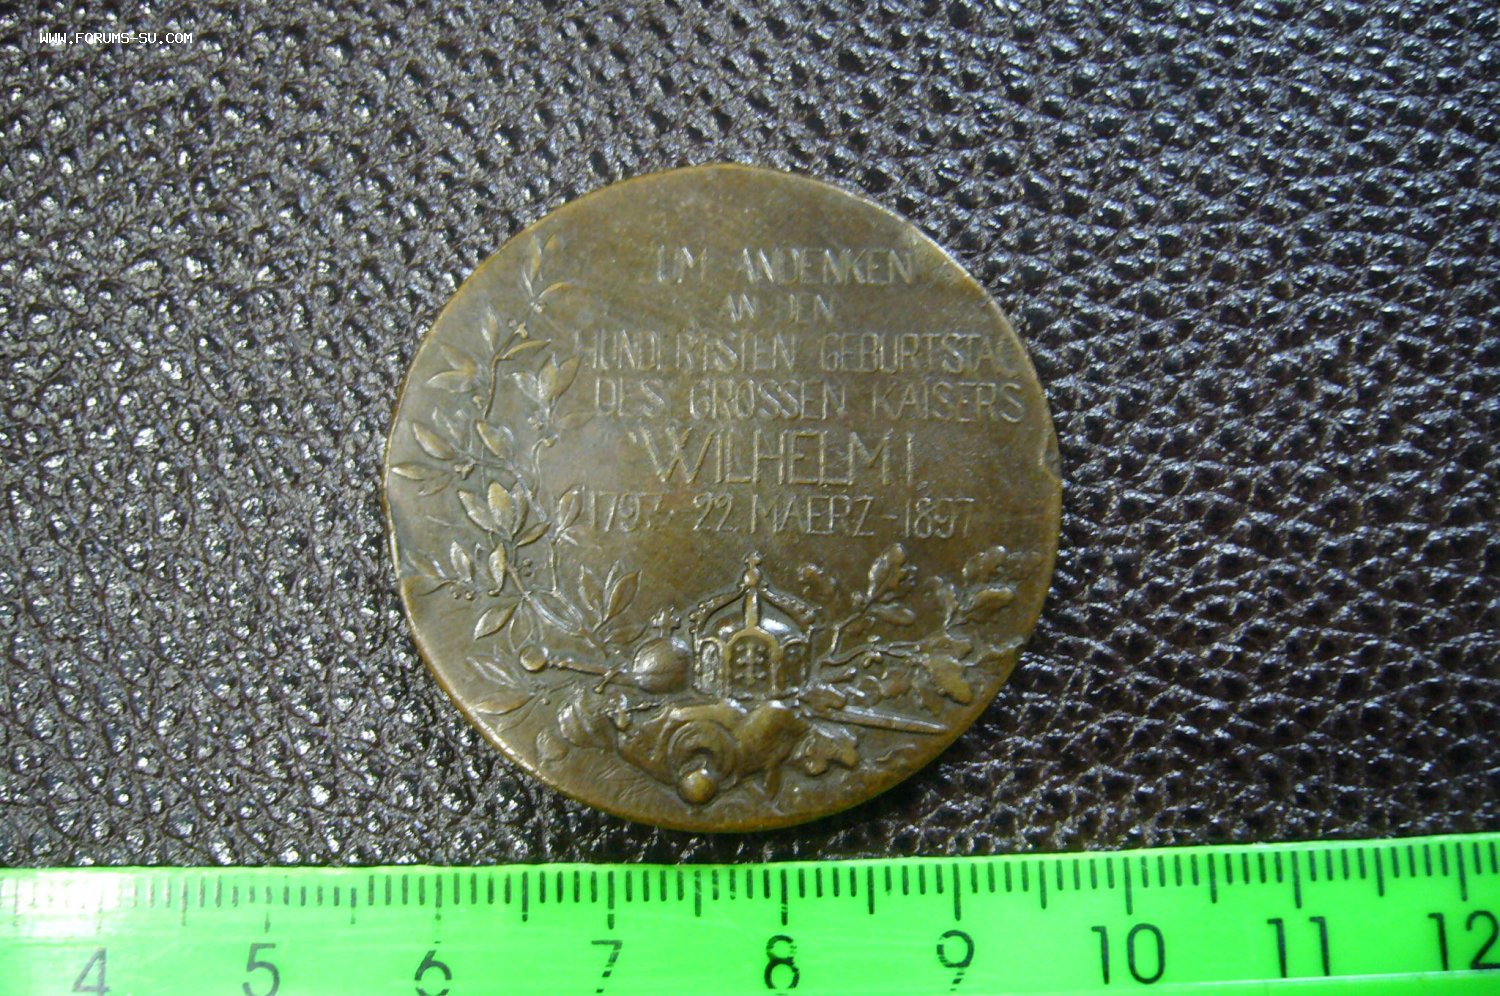 WWW.FORUMS-SU.COM
UM ANDENKEN
AN DEN
HUNDERTSTEN GEBURTSTAG
DES GROSSEN KAISERS
WILHELM I.
1797 22 MAERZ - 1897
4 5 6 7 8 9 10 11 12